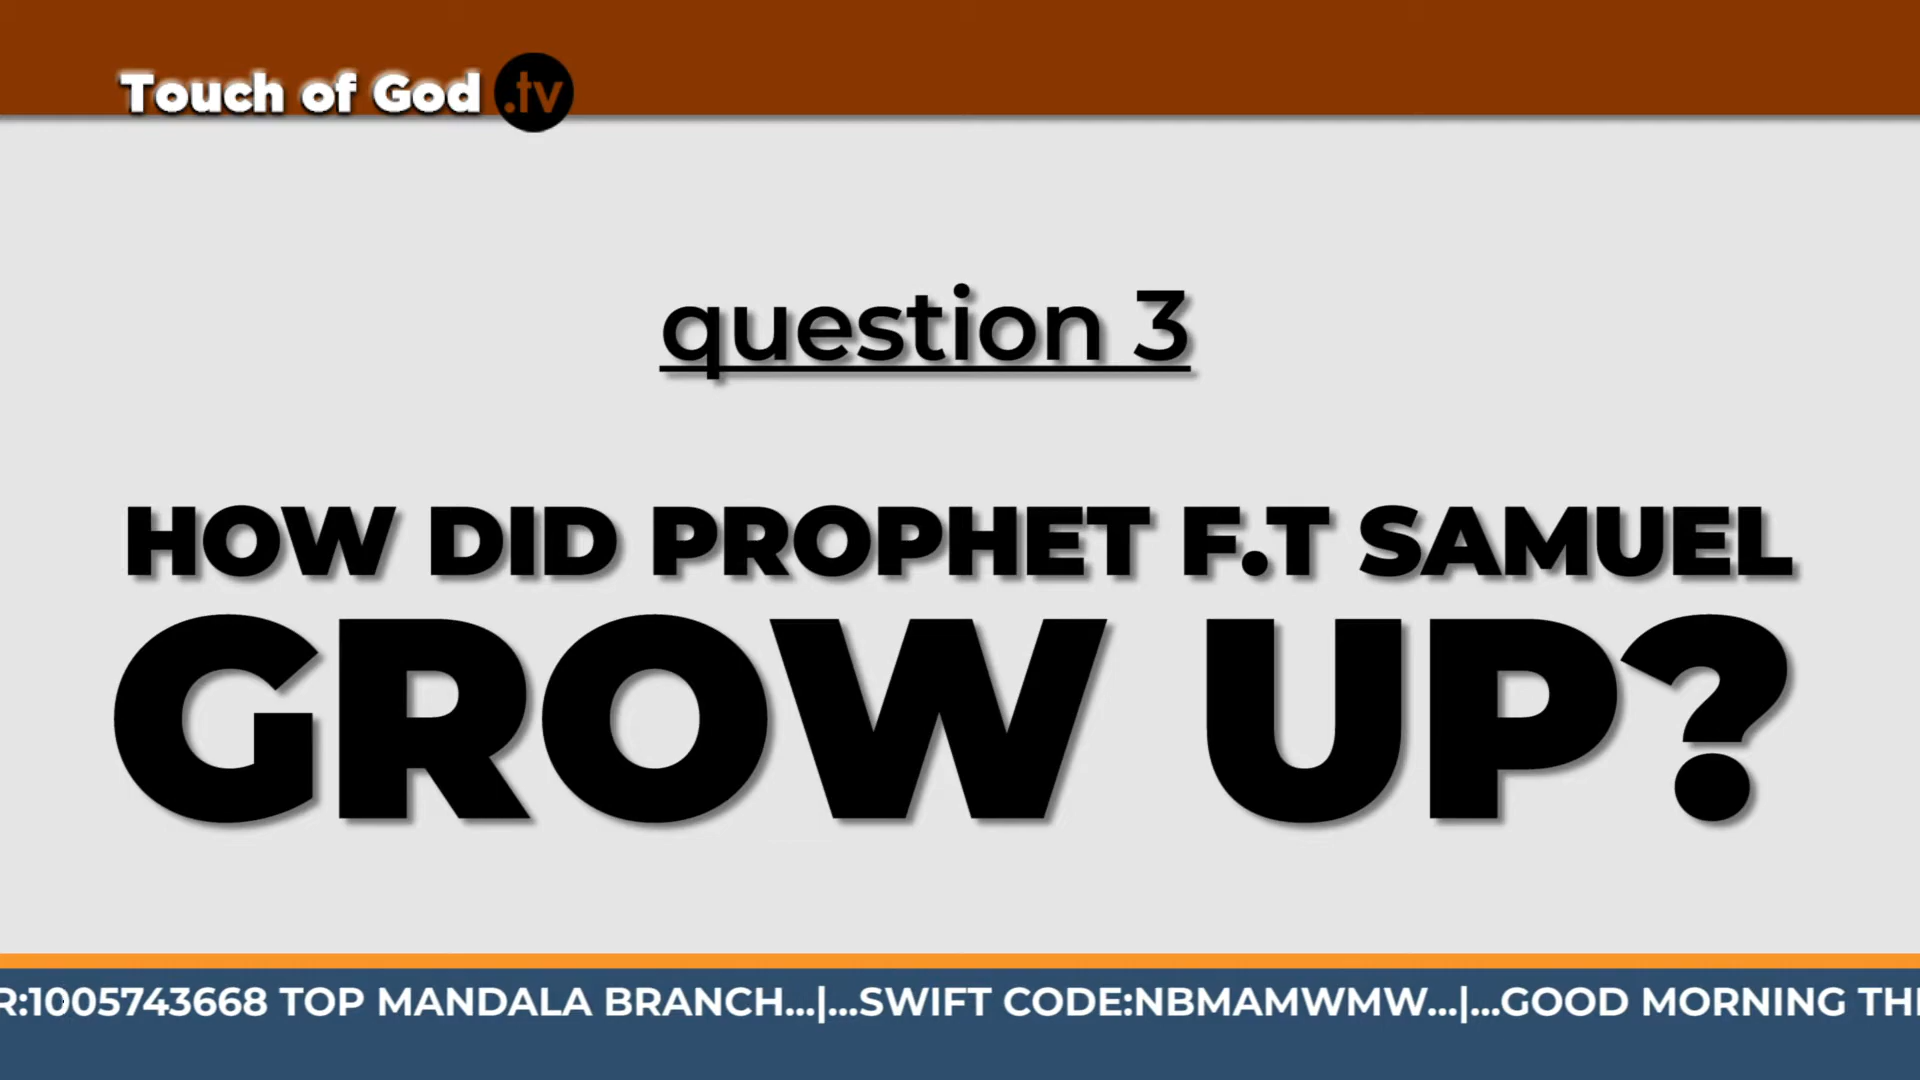 Touch of God .tv
question 3
HOW DID PROPHET F.T SAMUEL
GROW UP?
R:1005743668 TOP MANDALA BRANCH...|...SWIFT CODE:NBMAMWMW...|...GOOD MORNING TH